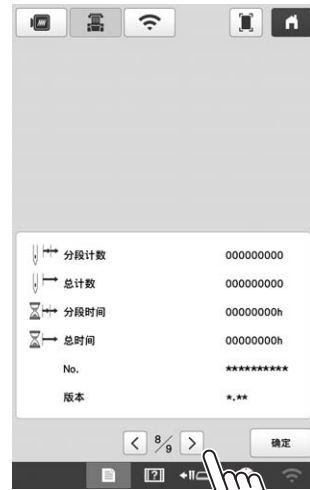 分段计数 000000000
总计数 000000000
分段时间 00000000h
总时间 00000000h
No. **********
版本 *.**
8/9 确定